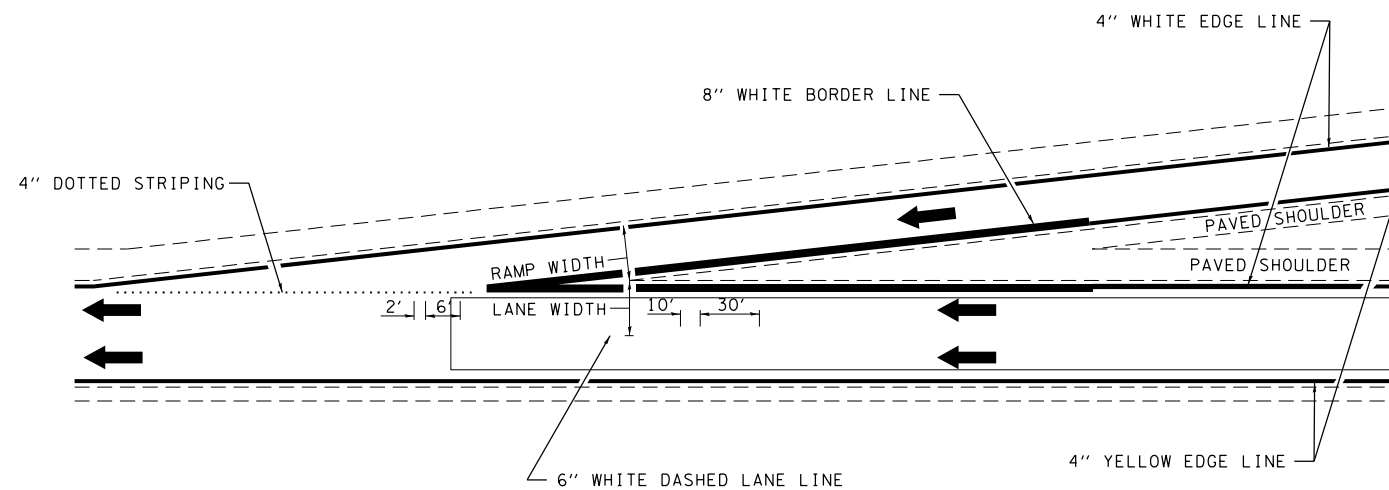 4" WHITE EDGE LINE
8" WHITE BORDER LINE
4" DOTTED STRIPING
PAVED SHOULDER
RAMP WIDTH
PAVED SHOULDER
2' 6' LANE WIDTH 10' 30'
4" YELLOW EDGE LINE
6" WHITE DASHED LANE LINE